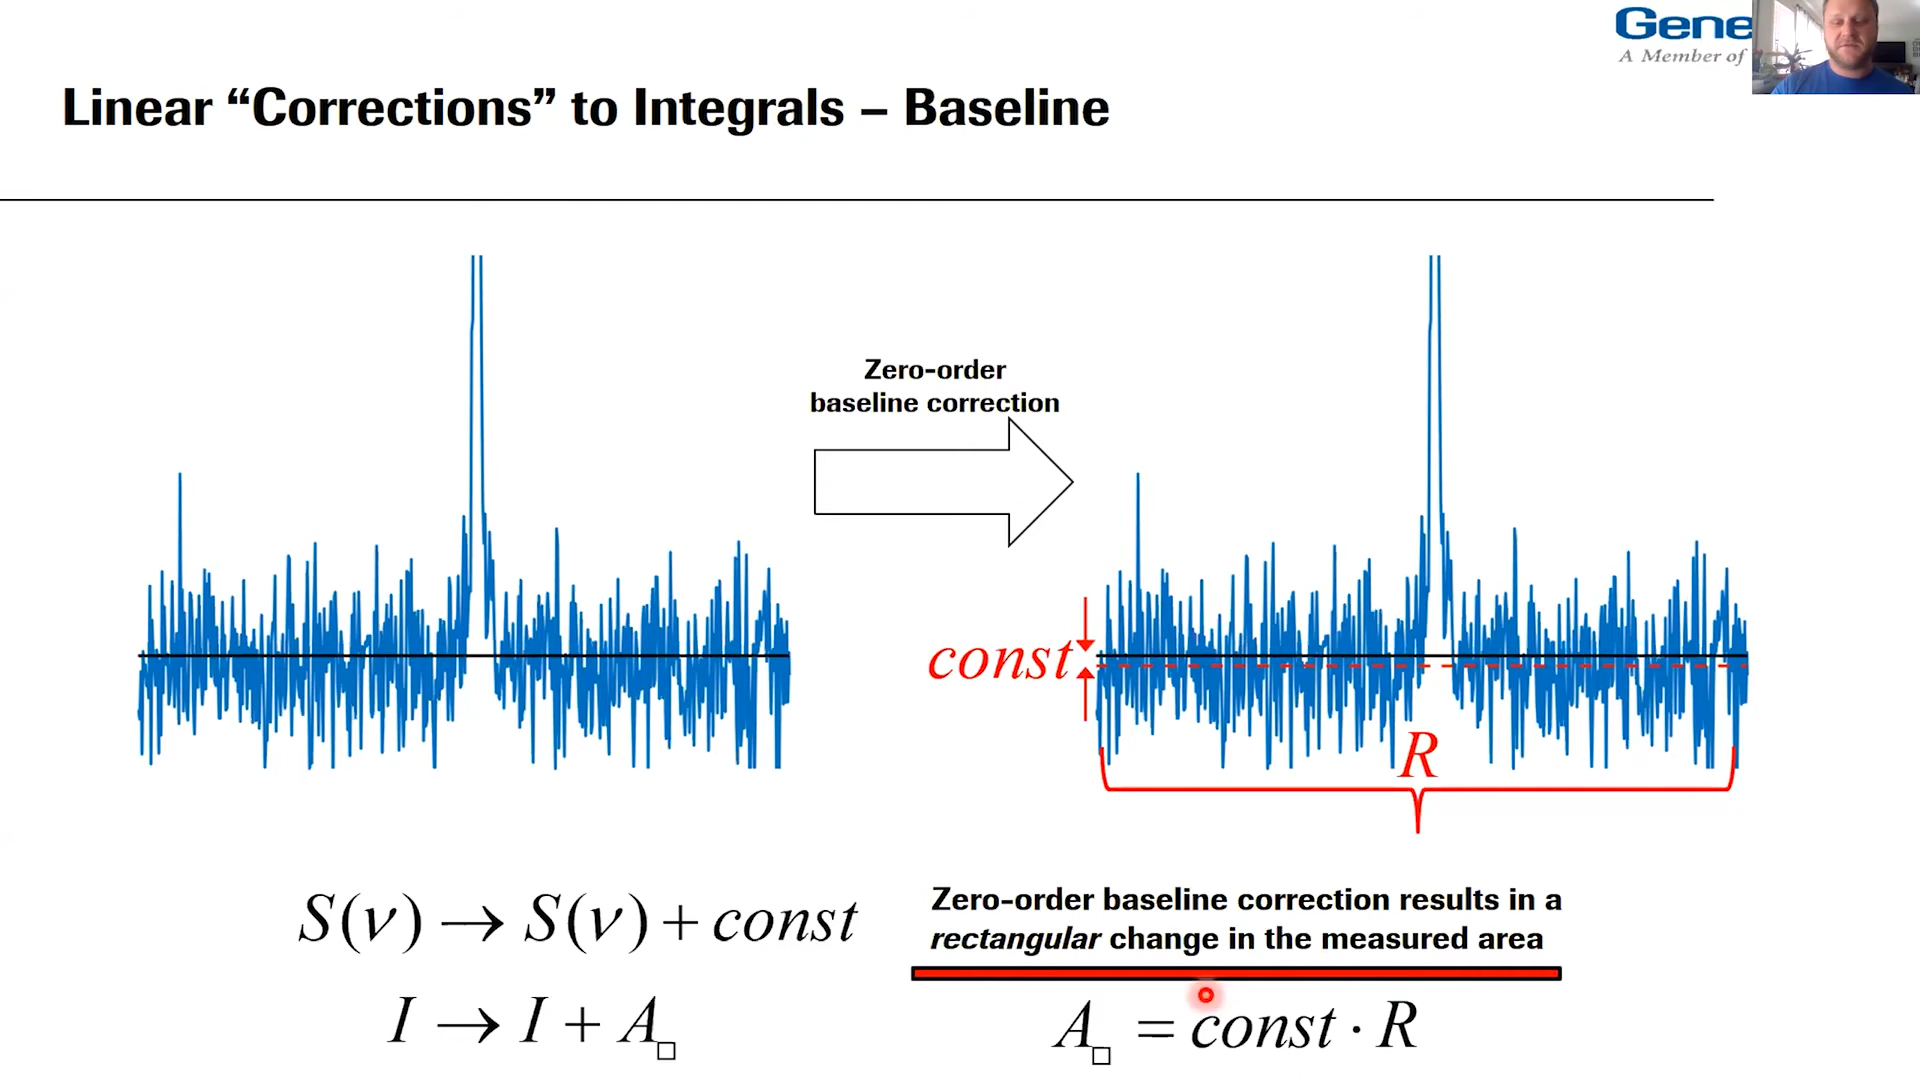 Gene
A Member of
Linear “Corrections” to Integrals – Baseline
Zero-order
baseline correction
const
R
S(ν) → S(ν) + const
I → I + A□
Zero-order baseline correction results in a
rectangular change in the measured area
A□ = const · R